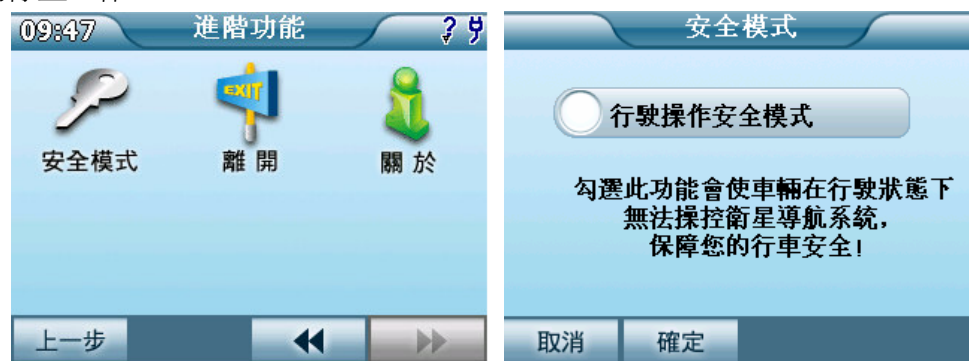 09:47
進階功能
EXIT
安全模式
離開
關於
上一步
安全模式
行駛操作安全模式
勾選此功能會使車輛在行駛狀態下
無法操控衛星導航系統,
保障您的行車安全!
取消
確定